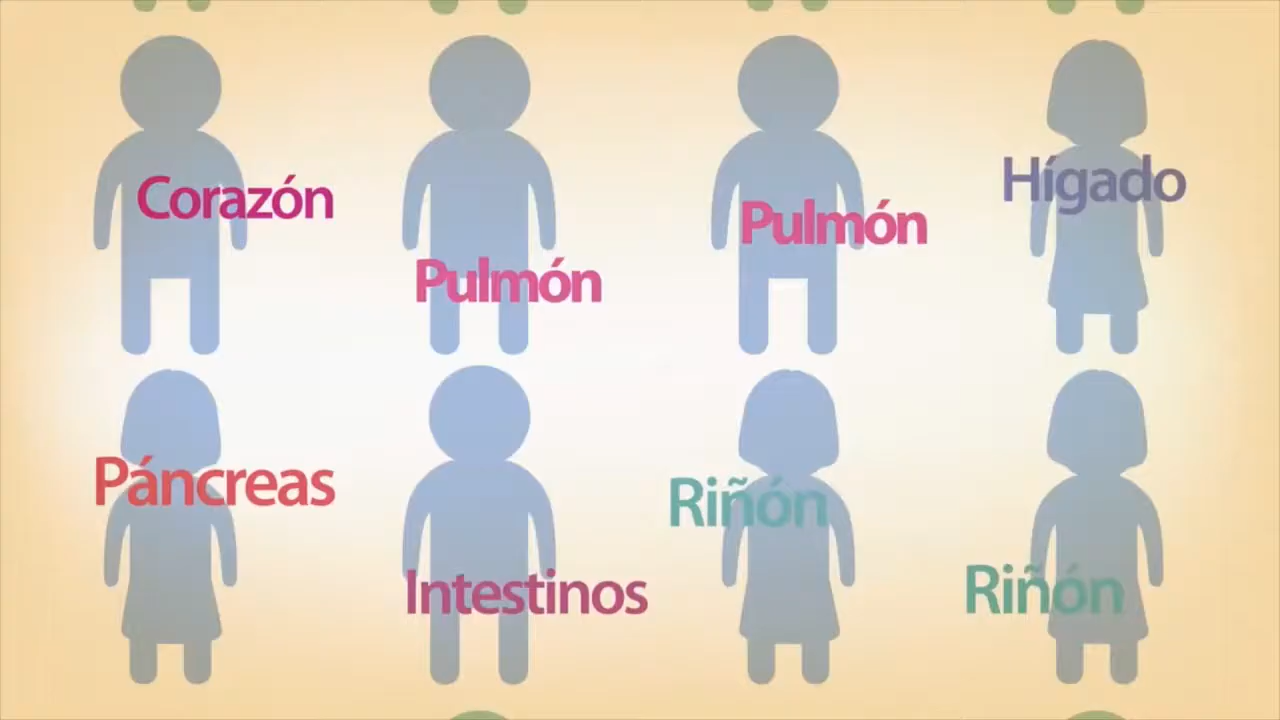 Corazón
Pulmón
Pulmón
Hígado
Páncreas
Intestinos
Riñón
Riñón